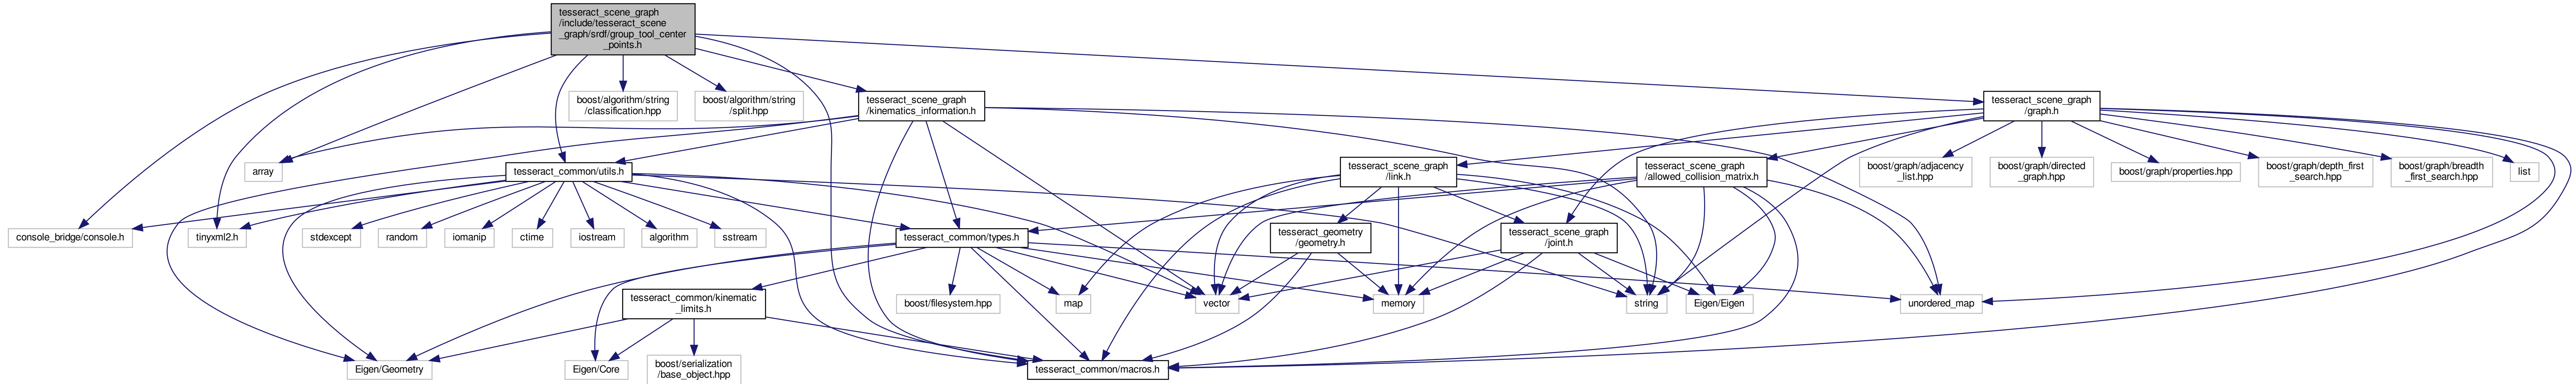 tesseract_scene_graph
/include/tesseract_scene
_graph/srdf/group_tool_center
_points.h
boost/algorithm/string
/classification.hpp
boost/algorithm/string
/split.hpp
tesseract_scene_graph
/kinematics_information.h
tesseract_scene_graph
/graph.h
array
tesseract_common/utils.h
tesseract_scene_graph
/link.h
tesseract_scene_graph
/allowed_collision_matrix.h
boost/graph/adjacency
_list.hpp
boost/graph/directed
_graph.hpp
boost/graph/properties.hpp
boost/graph/depth_first
_search.hpp
boost/graph/breadth
_first_search.hpp
list
console_bridge/console.h
tinyxml2.h
stdexcept
random
iomanip
ctime
iostream
algorithm
sstream
tesseract_common/types.h
tesseract_geometry
/geometry.h
tesseract_scene_graph
/joint.h
tesseract_common/kinematic
_limits.h
boost/filesystem.hpp
map
vector
memory
string
Eigen/Eigen
unordered_map
Eigen/Geometry
Eigen/Core
boost/serialization
/base_object.hpp
tesseract_common/macros.h